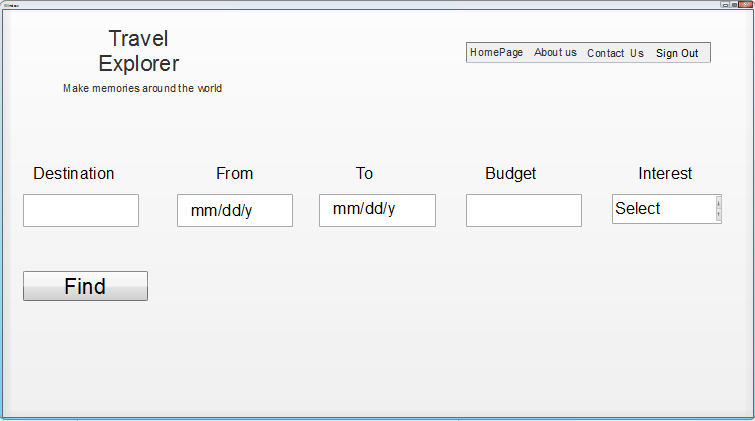 Travel
Explorer
Make memories around the world
HomePage About us Contact Us Sign Out
Destination From To Budget Interest
mm/dd/y mm/dd/y Select
Find